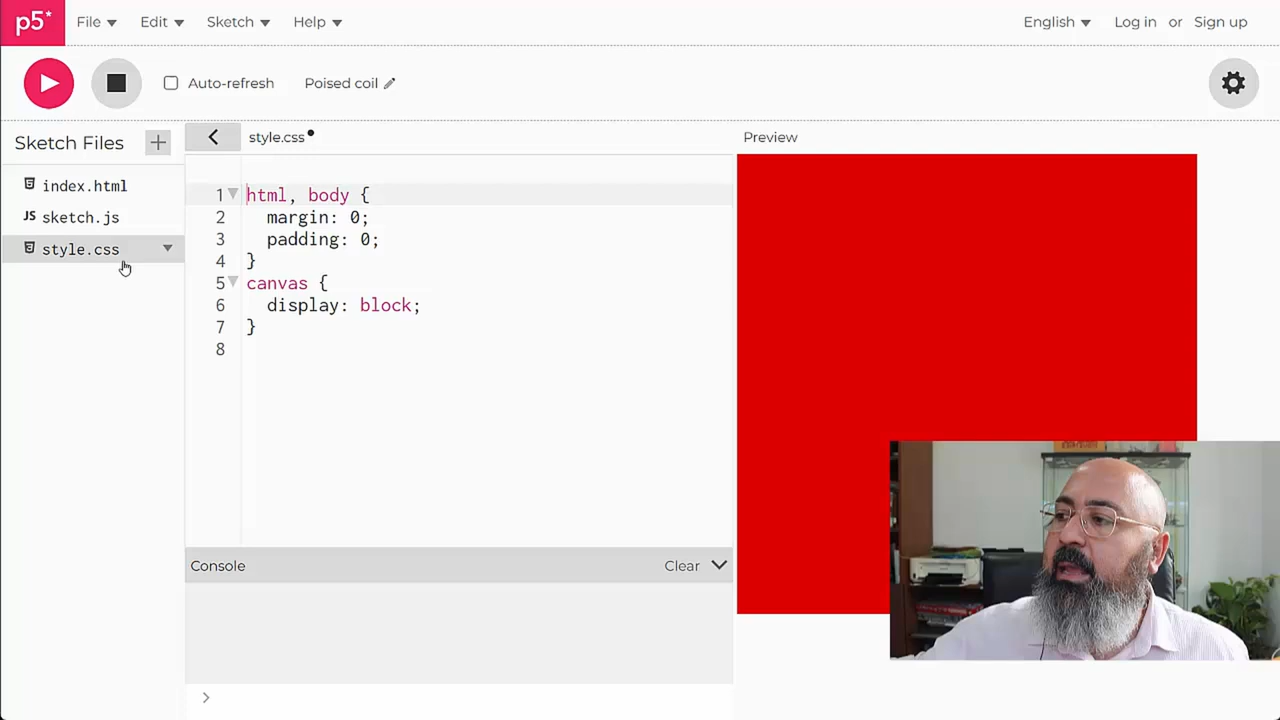 p5*
File
Edit
Sketch
Help
English
Log in or Sign up
Auto-refresh
Poised coil
Sketch Files
+
style.css
Preview
index.html
JS sketch.js
style.css
1 html, body {
2 margin: 0;
3 padding: 0;
4 }
5 canvas {
6 display: block;
7 }
8
Console
Clear
>